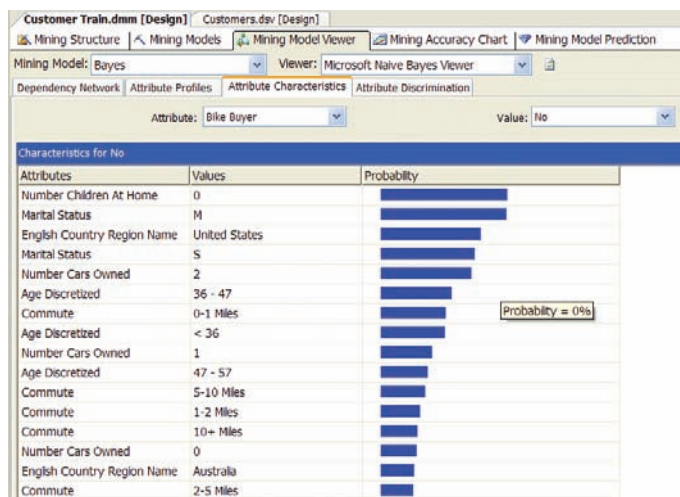 Customer Train.dmm [Design] Customers.dsv [Design]
Mining Structure Mining Models Mining Model Viewer Mining Accuracy Chart Mining Model Prediction
Mining Model: Bayes Viewer: Microsoft Naive Bayes Viewer
Dependency Network Attribute Profiles Attribute Characteristics Attribute Discrimination
Attribute: Bike Buyer Value: No
Characteristics for No
Attributes Values Probability
Number Children At Home 0
Marital Status M
English Country Region Name United States
Marital Status S
Number Cars Owned 2
Age Discretized 36 - 47
Commute 0-1 Miles Probability = 0%
Age Discretized < 36
Number Cars Owned 1
Age Discretized 47 - 57
Commute 5-10 Miles
Commute 1-2 Miles
Commute 10+ Miles
Number Cars Owned 0
English Country Region Name Australia
Commute 2-5 Miles